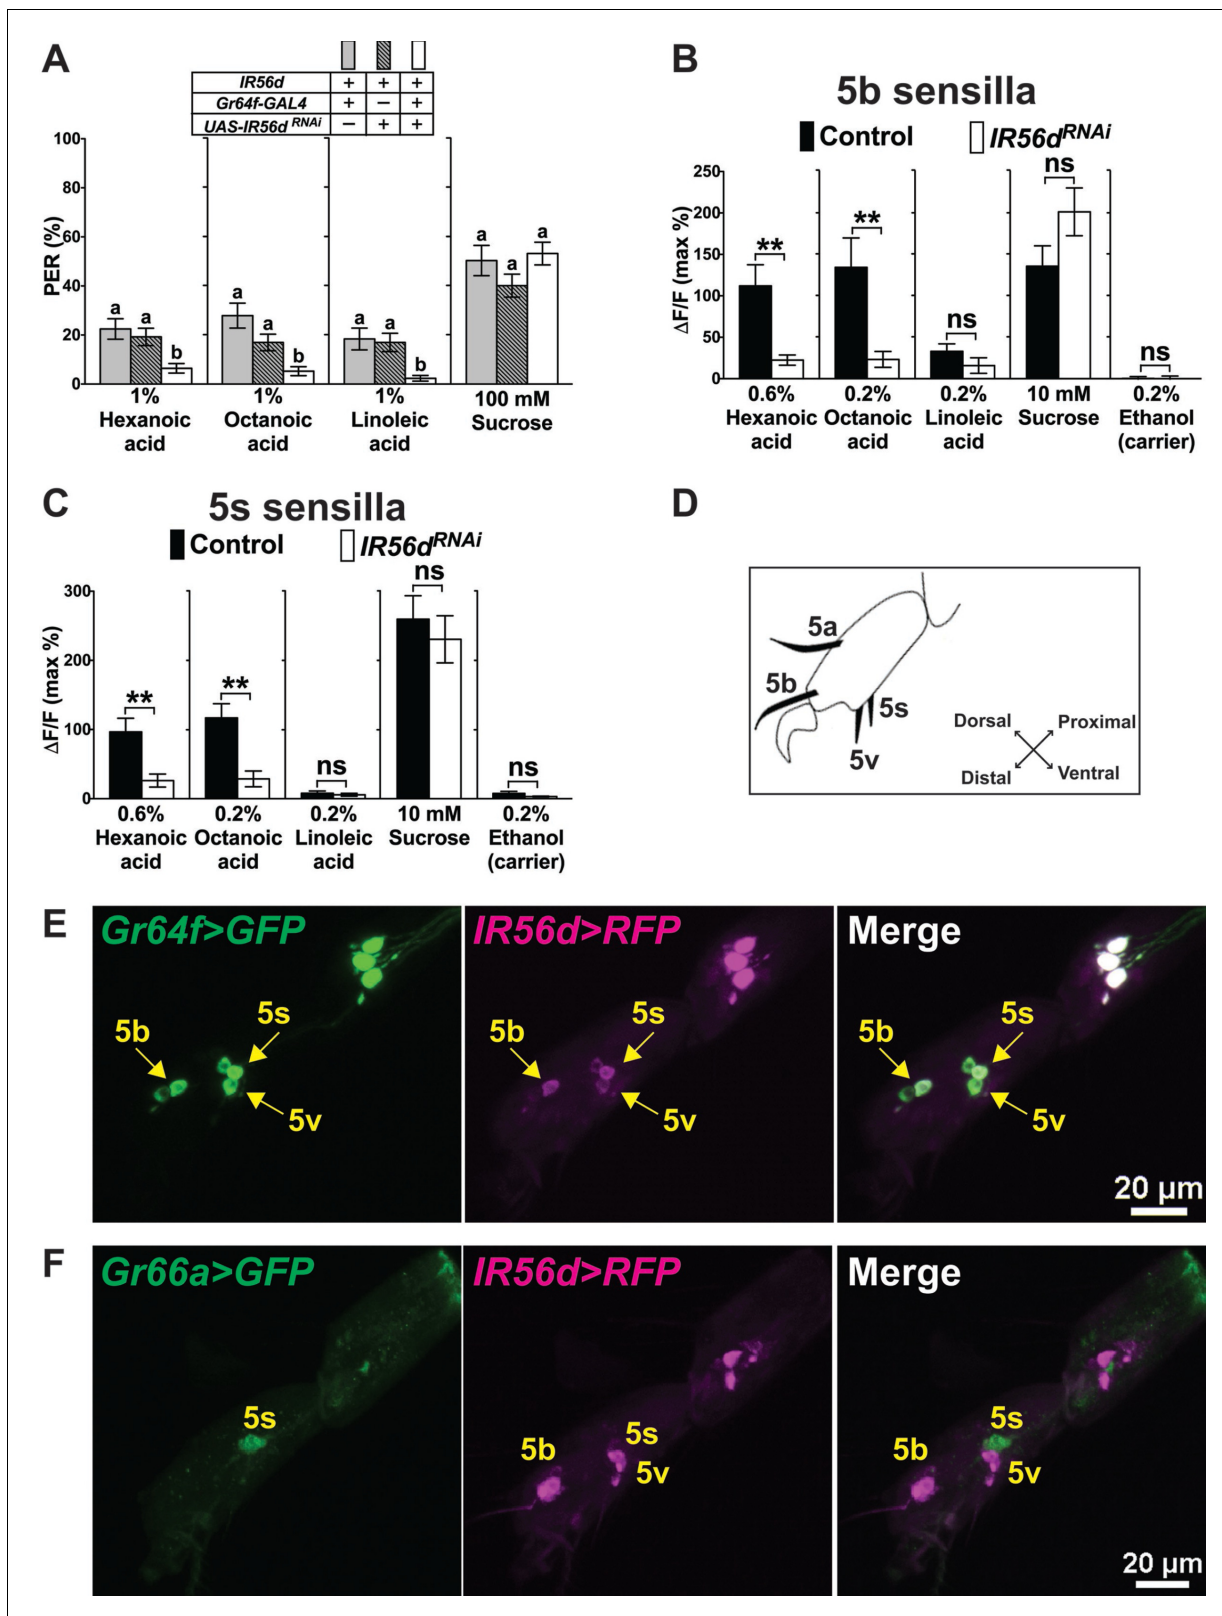 A
IR56d + + +
Gr64f-GAL4 + − +
UAS-IR56d RNAi − + +
PER (%)
100
80
60
40
20
0
a a b
a a b
a a b
a a a
1% Hexanoic acid
1% Octanoic acid
1% Linoleic acid
100 mM Sucrose
B
5b sensilla
Control IR56dRNAi
ΔF/F (max %)
250
200
150
100
50
0
**
**
ns
ns
ns
0.6% Hexanoic acid
0.2% Octanoic acid
0.2% Linoleic acid
10 mM Sucrose
0.2% Ethanol (carrier)
C
5s sensilla
Control IR56dRNAi
ΔF/F (max %)
300
200
100
0
**
**
ns
ns
ns
0.6% Hexanoic acid
0.2% Octanoic acid
0.2% Linoleic acid
10 mM Sucrose
0.2% Ethanol (carrier)
D
5a
5b
5s
5v
Dorsal Proximal
Distal Ventral
E
Gr64f>GFP
5b
5s
5v
IR56d>RFP
5b
5s
5v
Merge
5b
5s
5v
20 µm
F
Gr66a>GFP
5s
IR56d>RFP
5b
5s
5v
Merge
5b
5s
5v
20 µm